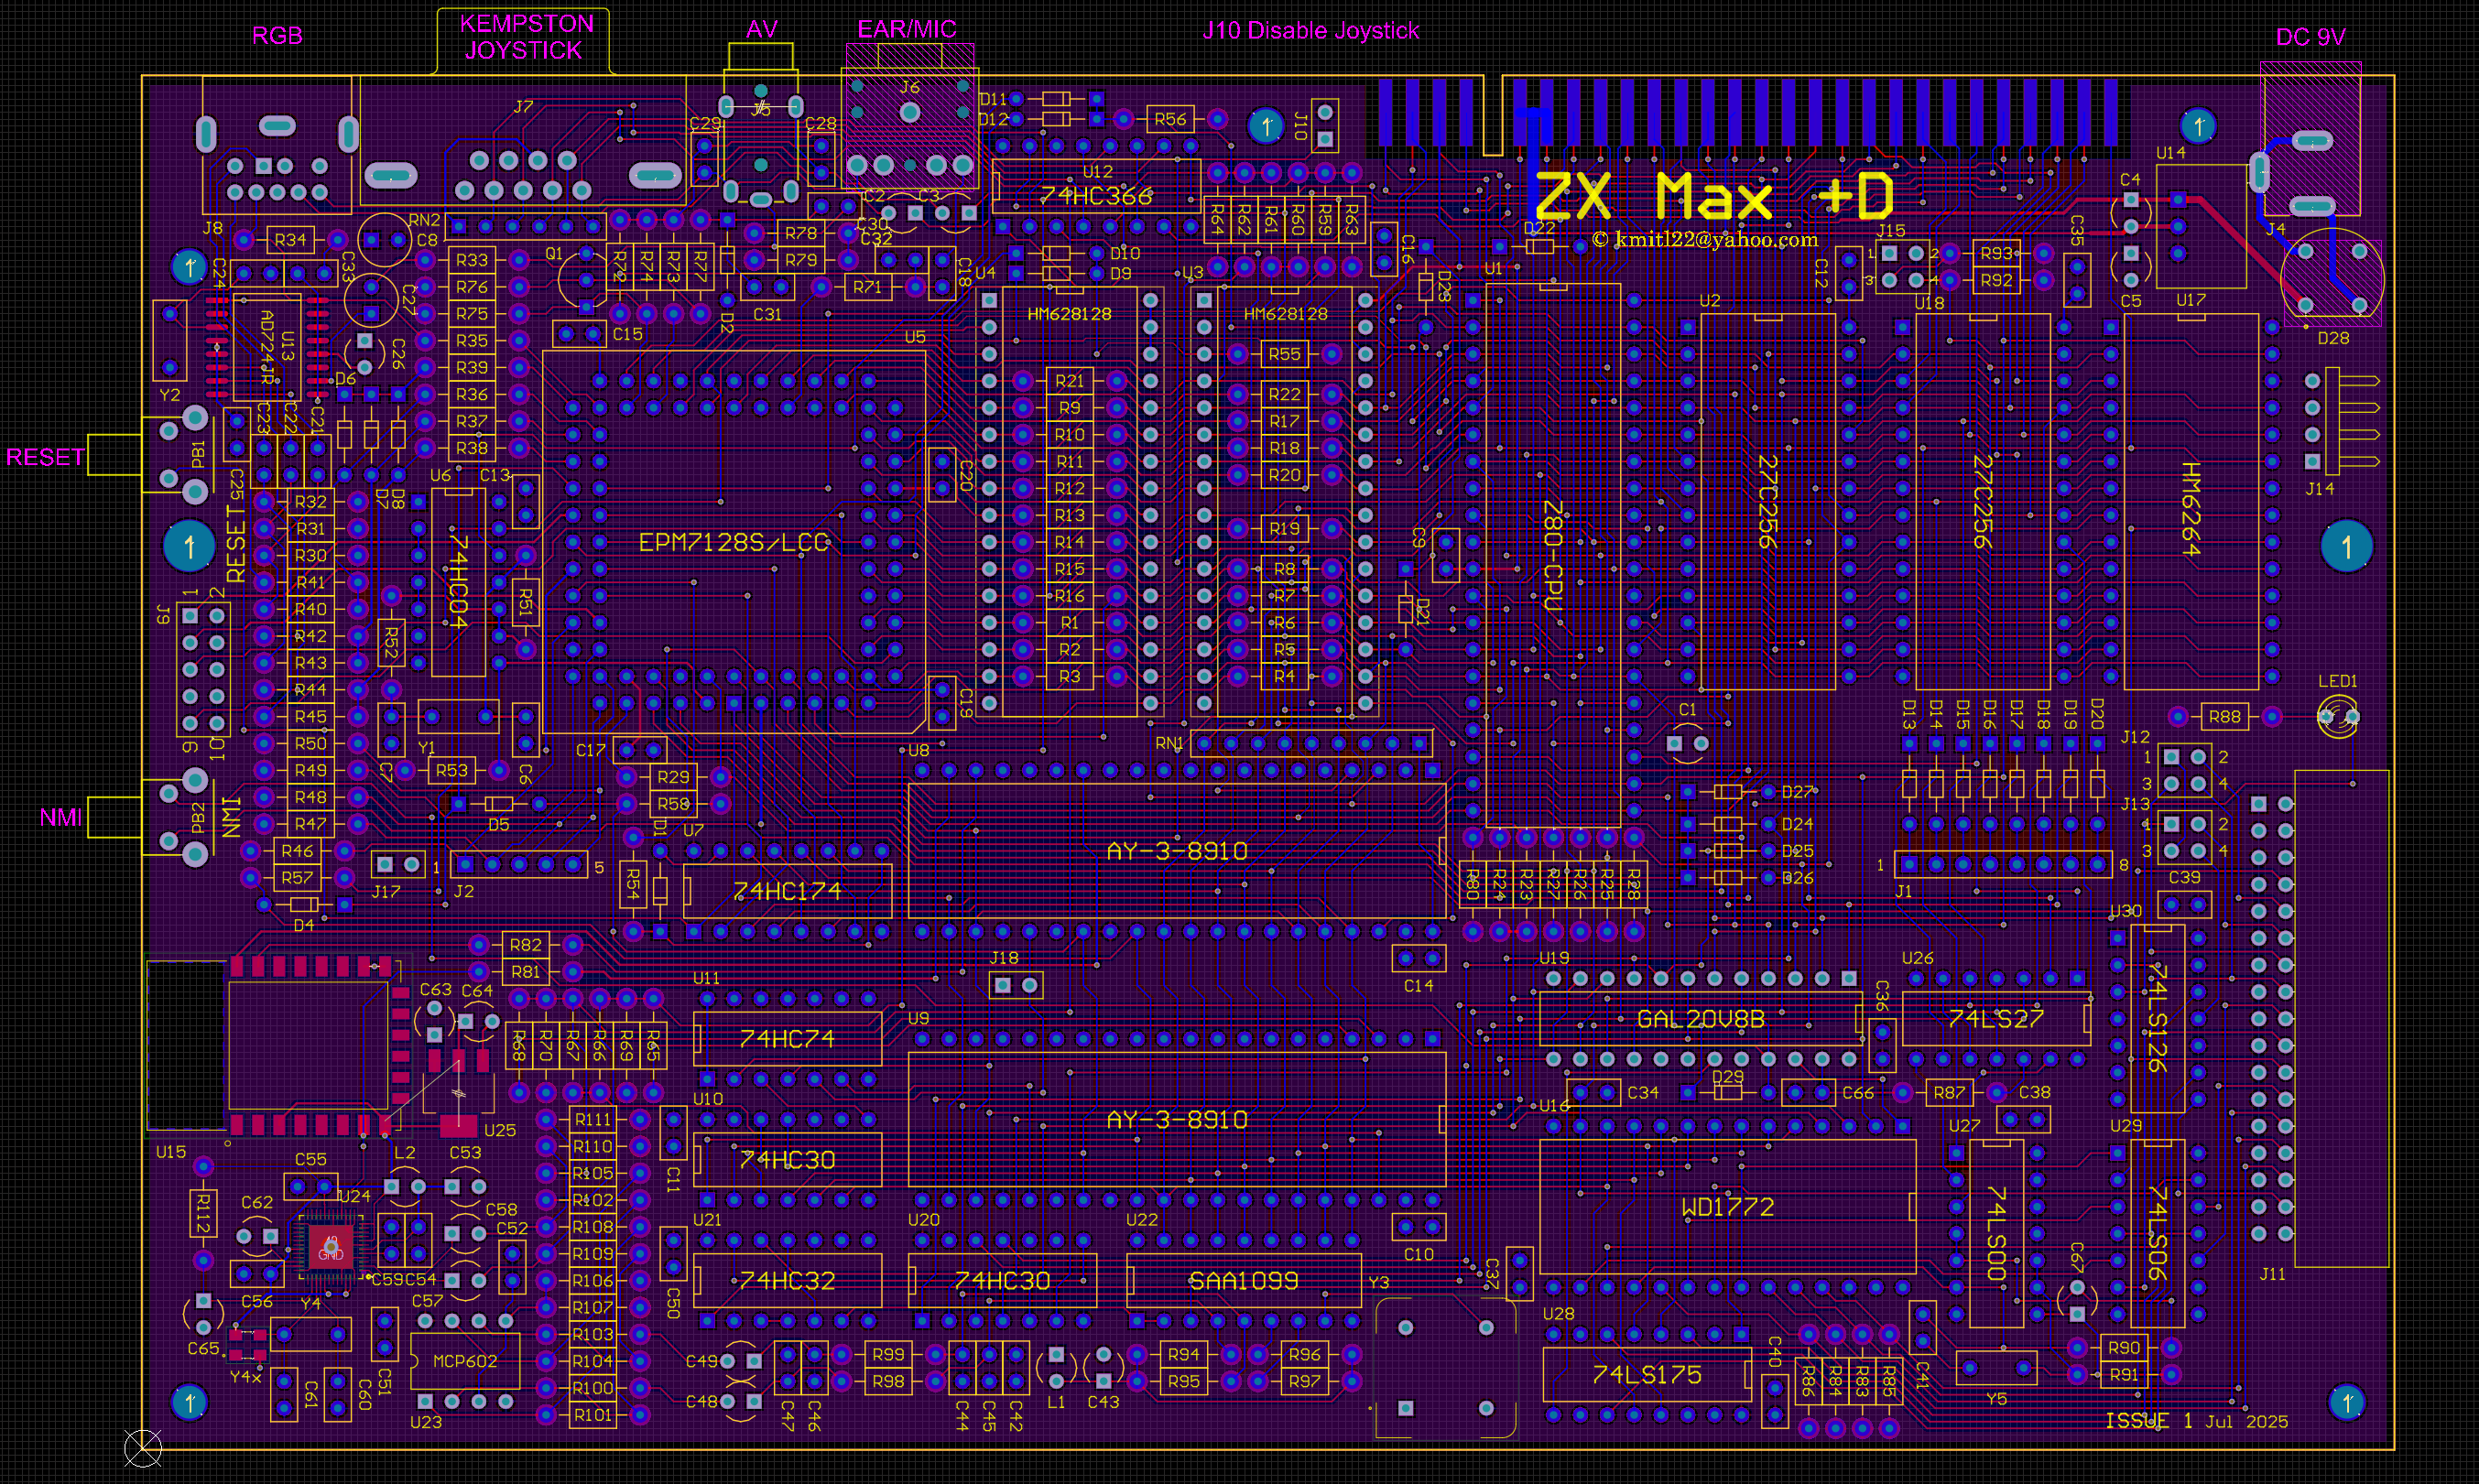 RGB
KEMPSTON
JOYSTICK
AV
EAR/MIC
J10 Disable Joystick
DC 9V
J7
J5
J6
D11
D12
R56
J10
C29
C28
U12
74HC366
U14
ZX Max +D
© kmitl22@yahoo.com
C2
C3
C4
J8
R34
RN2
C8
R78
R79
C30
C32
R64
R62
R61
R60
R59
R63
C16
D22
C12
J15
1
2
3
4
R93
R92
C35
J4
C24
C33
R33
Q1
R72
R74
R73
R77
R71
C18
U4
D10
D9
U3
D23
U1
U2
U18
C5
U17
C27
R76
R75
C15
D2
C31
U5
HM628128
HM628128
D28
Y2
AD724JR
U13
C26
D6
R35
R39
R36
R37
R38
R55
R21
R9
R10
R11
R12
R13
R14
R15
R16
R1
R2
R3
R22
R17
R18
R20
R19
R8
R7
R6
R5
R4
RESET
PB1
C23
C22
C21
C25
D7
D8
U6
C13
C20
J14
RESET
R32
R31
R30
R41
R40
R42
R43
R44
R45
R50
R49
R48
R47
R46
R57
74HC04
R51
R52
EPM7128S/LCC
C9
D21
Z80-CPU
27C256
27C256
HM6264
J9
1
2
9
10
C19
LED1
R88
Y1
C7
C6
R53
C17
U8
RN1
C1
D13
D14
D15
D16
D17
D18
D19
D20
J12
1
2
3
4
NMI
PB2
NMI
D5
R29
R58
D1
U7
R54
AY-3-8910
D27
D24
D25
D26
J13
1
2
3
4
J17
1
J2
5
74HC174
R80
R24
R23
R27
R26
R25
R28
1
J1
8
C39
D4
U30
R82
R81
U11
J18
C14
U19
U26
C63
C64
R68
R70
R67
R66
R69
R65
74HC74
U9
GAL20V8B
C36
74LS27
74LS126
U15
U25
R111
R110
R105
R102
R108
R109
R106
R107
R103
R104
R100
R101
U10
C11
74HC30
AY-3-8910
C34
D29
C66
R87
C38
U16
U27
U29
C55
L2
C53
R112
C62
U24
GND
C58
C52
C59
C54
C56
Y4
C57
U21
U20
U22
C10
WD1772
74LS00
74LS06
C67
J11
C50
74HC32
74HC30
SAA1099
Y3
C37
U28
C65
Y4x
C61
C60
C51
MCP602
U23
C49
C48
C47
C46
R99
R98
C44
C45
C42
L1
C43
R94
R95
R96
R97
74LS175
C40
R86
R84
R83
R85
C41
Y5
R90
R91
ISSUE 1 Jul 2025